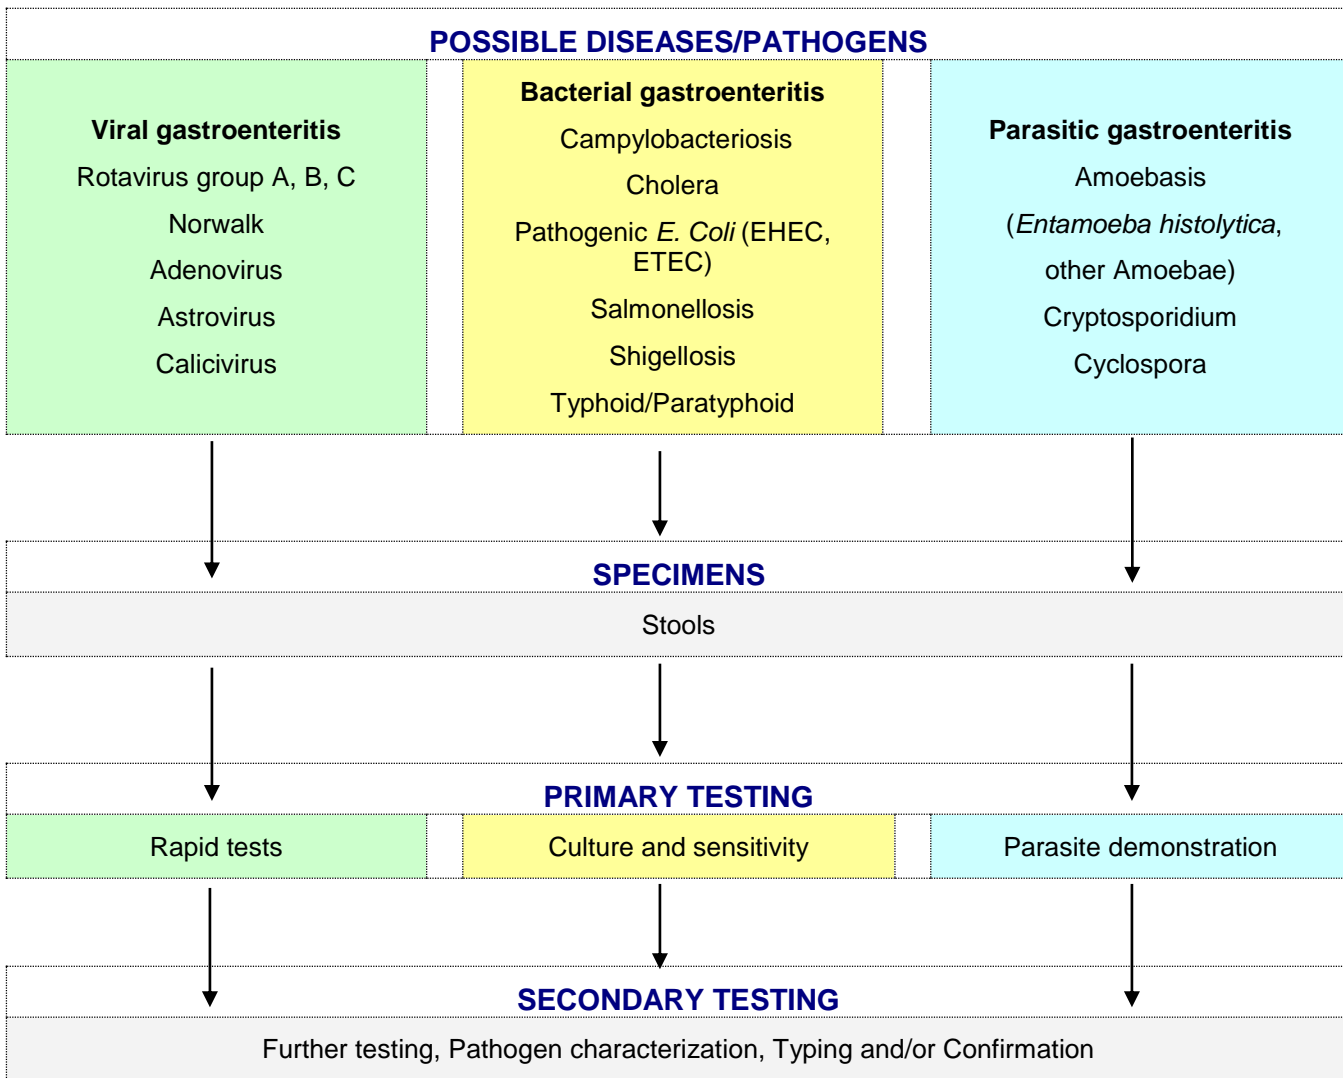 POSSIBLE DISEASES/PATHOGENS
Viral gastroenteritis
Rotavirus group A, B, C
Norwalk
Adenovirus
Astrovirus
Calicivirus
Bacterial gastroenteritis
Campylobacteriosis
Cholera
Pathogenic E. Coli (EHEC,
ETEC)
Salmonellosis
Shigellosis
Typhoid/Paratyphoid
Parasitic gastroenteritis
Amoebasis
(Entamoeba histolytica,
other Amoebae)
Cryptosporidium
Cyclospora
SPECIMENS
Stools
PRIMARY TESTING
Rapid tests
Culture and sensitivity
Parasite demonstration
SECONDARY TESTING
Further testing, Pathogen characterization, Typing and/or Confirmation